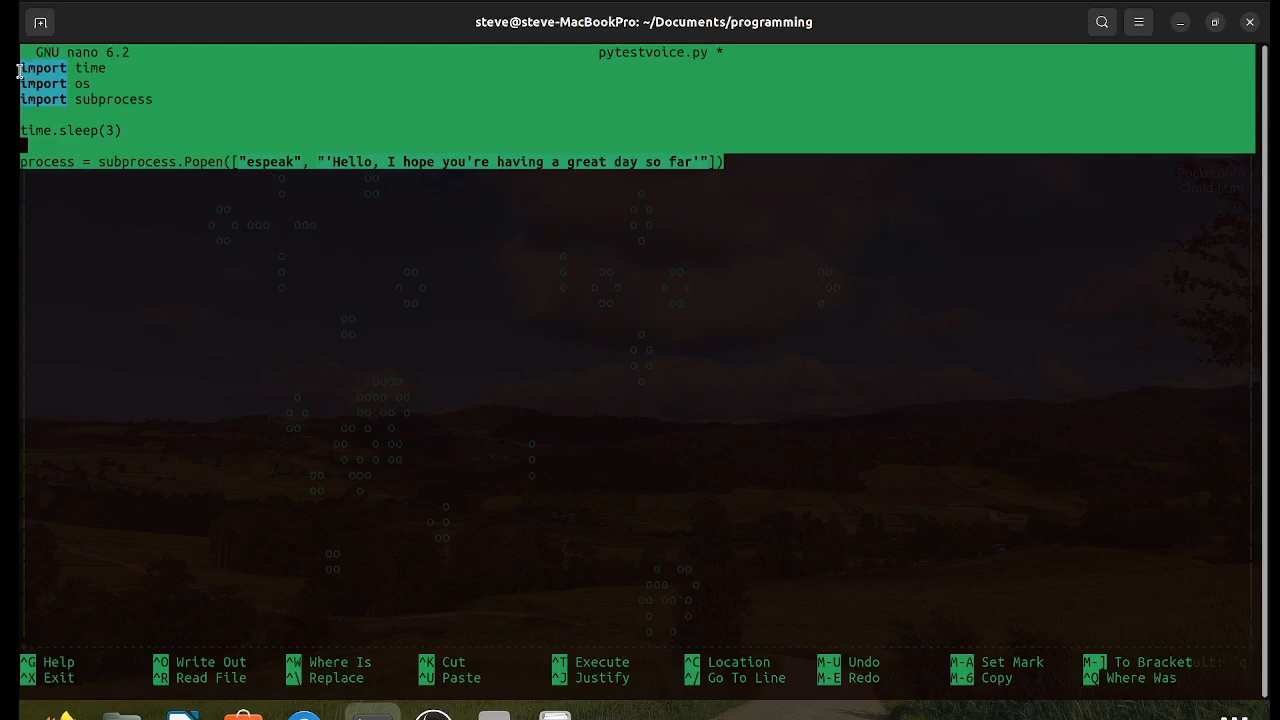 steve@steve-MacBookPro: ~/Documents/programming
GNU nano 6.2 pytestvoice.py *
import time
import os
import subprocess
time.sleep(3)
process = subprocess.Popen(["espeak", "'Hello, I hope you're having a great day so far'"])
PocketBook
^G Help ^O Write Out ^W Where Is ^K Cut ^T Execute ^C Location M-U Undo M-A Set Mark M-] To Bracket
^X Exit ^R Read File ^\ Replace ^U Paste ^J Justify ^/ Go To Line M-E Redo M-6 Copy ^Q Where Was